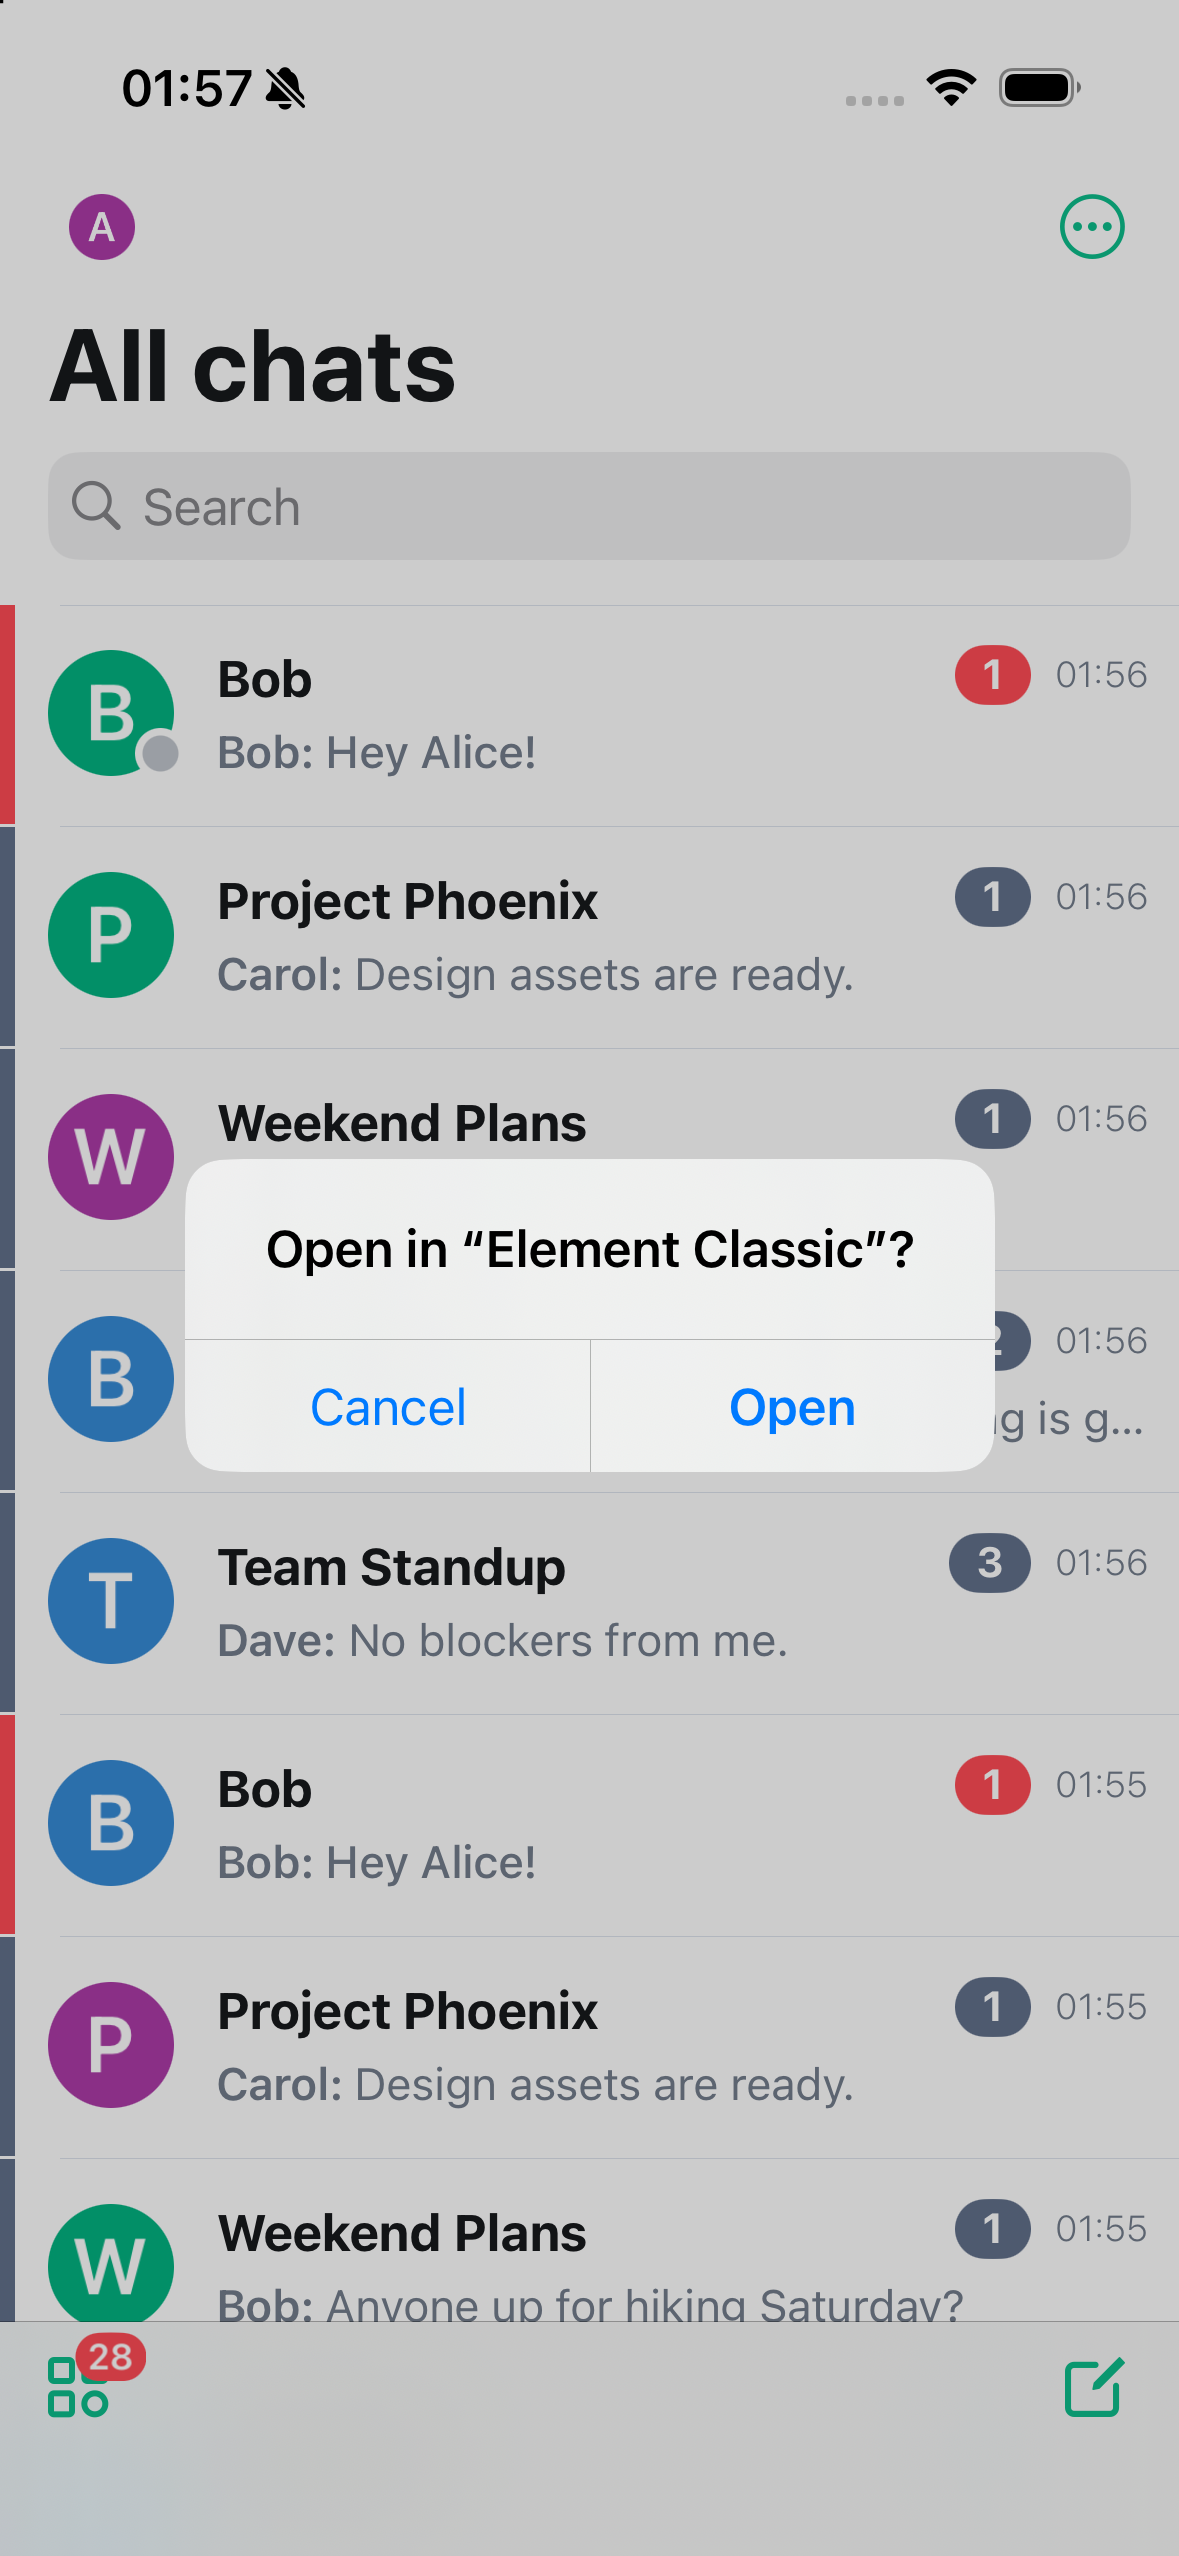 01:57
A
All chats
Search
B
Bob
1
01:56
Bob: Hey Alice!
P
Project Phoenix
1
01:56
Carol: Design assets are ready.
W
Weekend Plans
1
01:56
Open in “Element Classic”?
Cancel
Open
B
2
01:56
g is g...
T
Team Standup
3
01:56
Dave: No blockers from me.
B
Bob
1
01:55
Bob: Hey Alice!
P
Project Phoenix
1
01:55
Carol: Design assets are ready.
W
Weekend Plans
1
01:55
Bob: Anyone up for hiking Saturday?
28